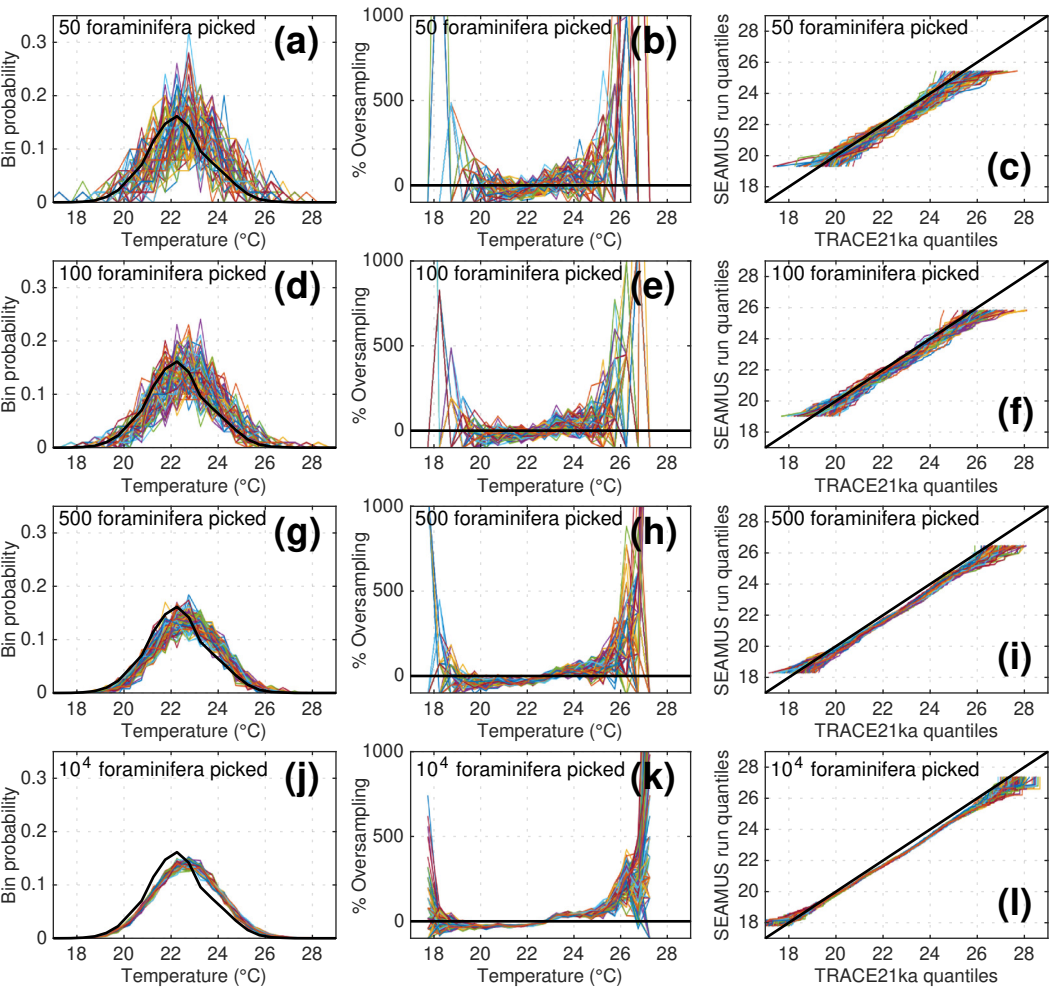 50 foraminifera picked
(a)
0.3
0.2
0.1
0
Bin probability
18 20 22 24 26 28
Temperature (°C)
50 foraminifera picked
(b)
1000
500
0
% Oversampling
18 20 22 24 26 28
Temperature (°C)
50 foraminifera picked
(c)
28
26
24
22
20
18
SEAMUS run quantiles
18 20 22 24 26 28
TRACE21ka quantiles
100 foraminifera picked
(d)
0.3
0.2
0.1
0
Bin probability
18 20 22 24 26 28
Temperature (°C)
100 foraminifera picked
(e)
1000
500
0
% Oversampling
18 20 22 24 26 28
Temperature (°C)
100 foraminifera picked
(f)
28
26
24
22
20
18
SEAMUS run quantiles
18 20 22 24 26 28
TRACE21ka quantiles
500 foraminifera picked
(g)
0.3
0.2
0.1
0
Bin probability
18 20 22 24 26 28
Temperature (°C)
500 foraminifera picked
(h)
1000
500
0
% Oversampling
18 20 22 24 26 28
Temperature (°C)
500 foraminifera picked
(i)
28
26
24
22
20
18
SEAMUS run quantiles
18 20 22 24 26 28
TRACE21ka quantiles
10⁴ foraminifera picked
(j)
0.3
0.2
0.1
0
Bin probability
18 20 22 24 26 28
Temperature (°C)
10⁴ foraminifera picked
(k)
1000
500
0
% Oversampling
18 20 22 24 26 28
Temperature (°C)
10⁴ foraminifera picked
(l)
28
26
24
22
20
18
SEAMUS run quantiles
18 20 22 24 26 28
TRACE21ka quantiles